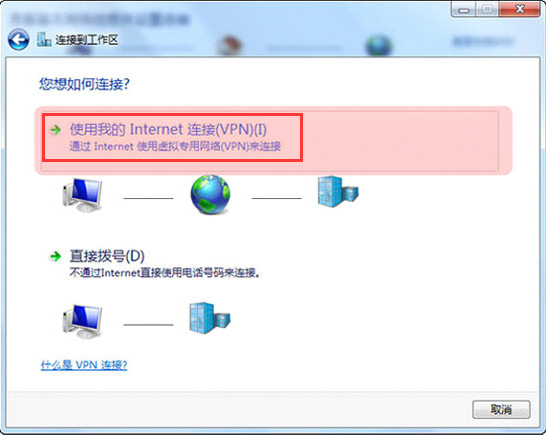 连接到工作区
您想如何连接?
使用我的 Internet 连接(VPN)(I)
通过 Internet 使用虚拟专用网络(VPN)来连接
直接拨号(D)
不通过Internet直接使用电话号码来连接。
什么是 VPN 连接?
取消